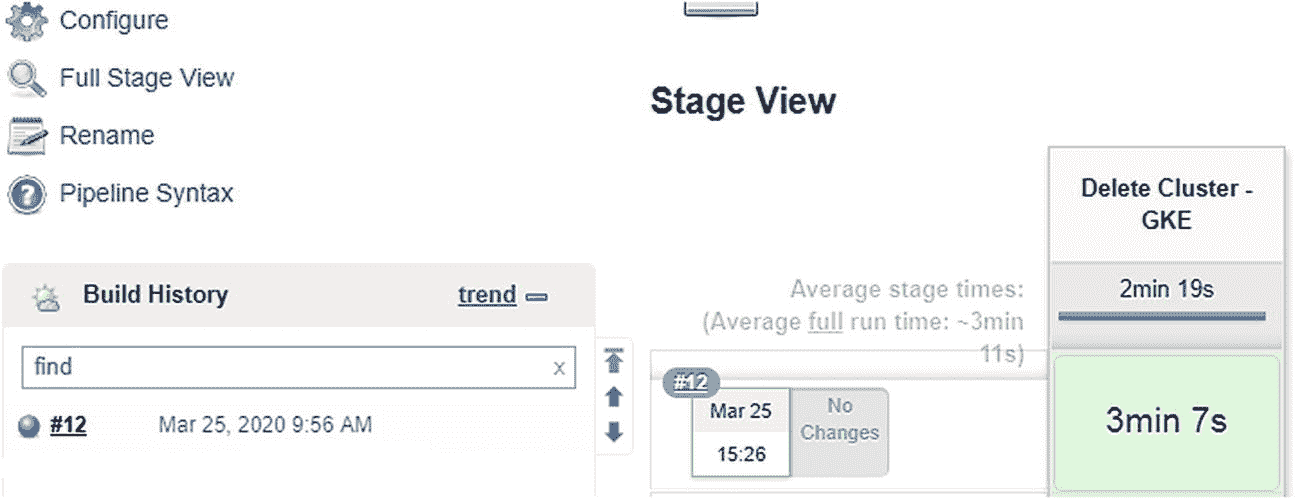 Configure
Full Stage View
Rename
Pipeline Syntax
Build History trend
find x
#12 Mar 25, 2020 9:56 AM
Stage View
Delete Cluster -
GKE
Average stage times:
(Average full run time: ~3min
11s)
2min 19s
#12
Mar 25
15:26
No
Changes
3min 7s